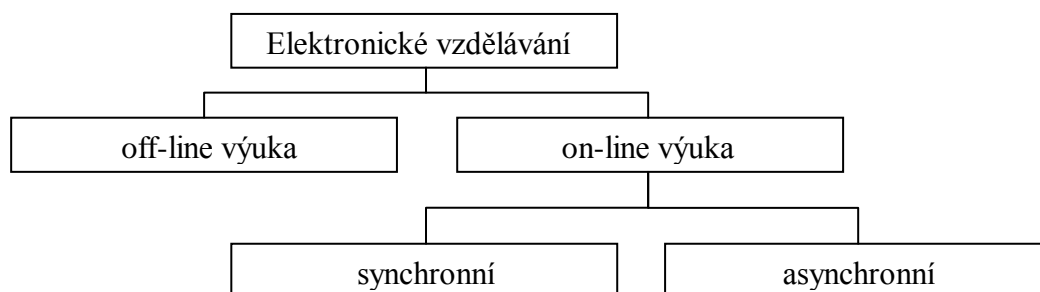 Elektronické vzdělávání
off-line výuka
on-line výuka
synchronní
asynchronní